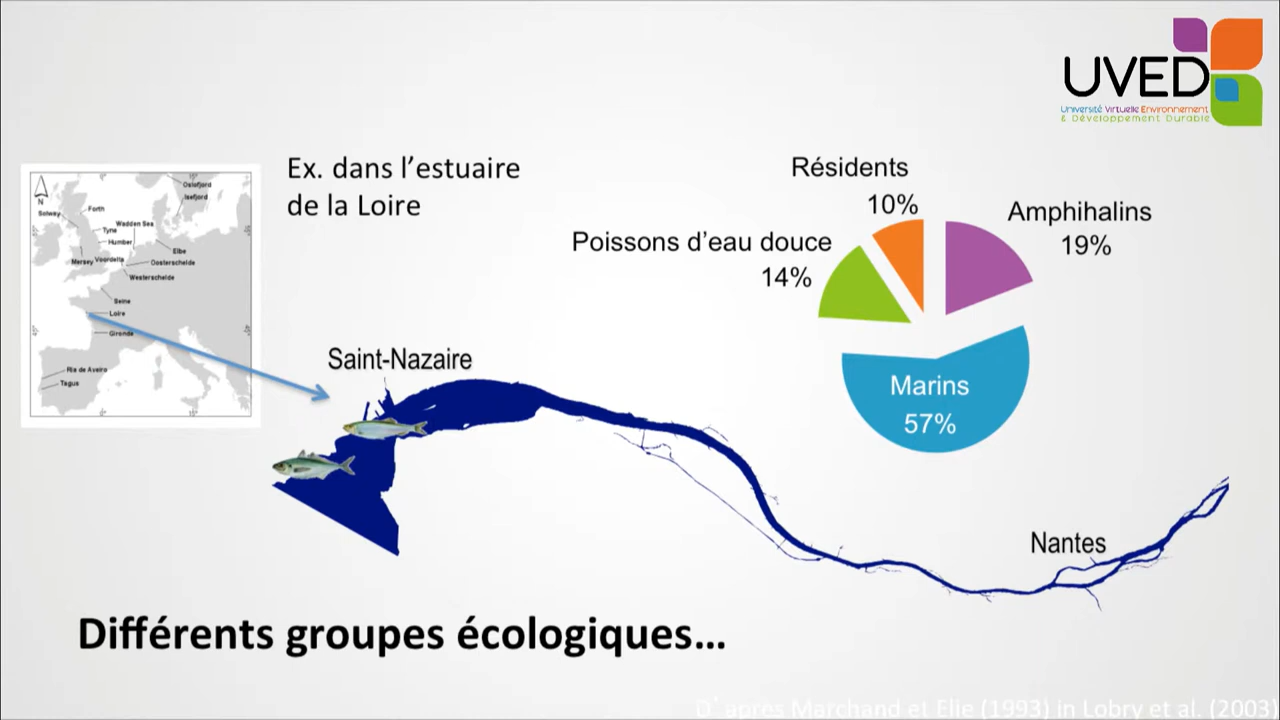 UVED
Université Virtuelle Environnement
& Développement Durable
Ex. dans l’estuaire
de la Loire
Résidents
10%
Amphihalins
19%
Poissons d’eau douce
14%
Marins
57%
N
Oslofjord
Isefjord
Solway
Forth
Wadden Sea
Tyne
Humber
Elbe
Mersey
Voordelta
Oosterschelde
Westerschelde
Seine
Loire
Gironde
Ria de Aveiro
Tagus
Saint-Nazaire
Nantes
Différents groupes écologiques…
D’après Marchand et Elie (1993) in Lobry et al. (2003)